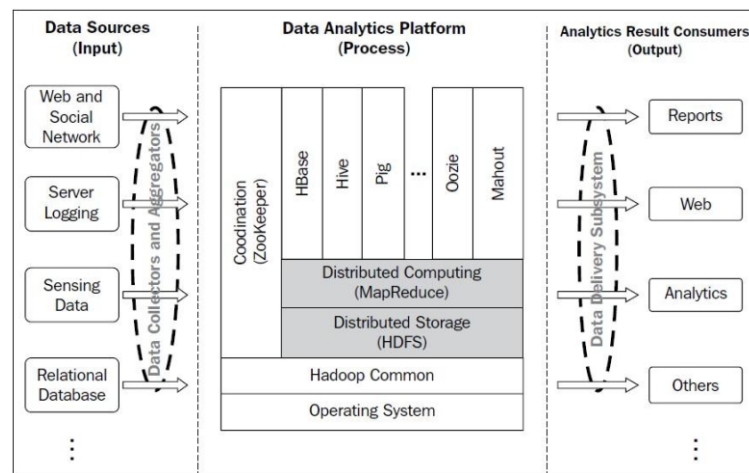 Data Sources
(Input)
Web and
Social
Network
Server
Logging
Sensing
Data
Relational
Database
Data Collectors and Aggregators
Data Analytics Platform
(Process)
Coodination
(ZooKeeper)
HBase
Hive
Pig
...
Oozie
Mahout
Distributed Computing
(MapReduce)
Distributed Storage
(HDFS)
Hadoop Common
Operating System
Data Delivery Subsystem
Analytics Result Consumers
(Output)
Reports
Web
Analytics
Others